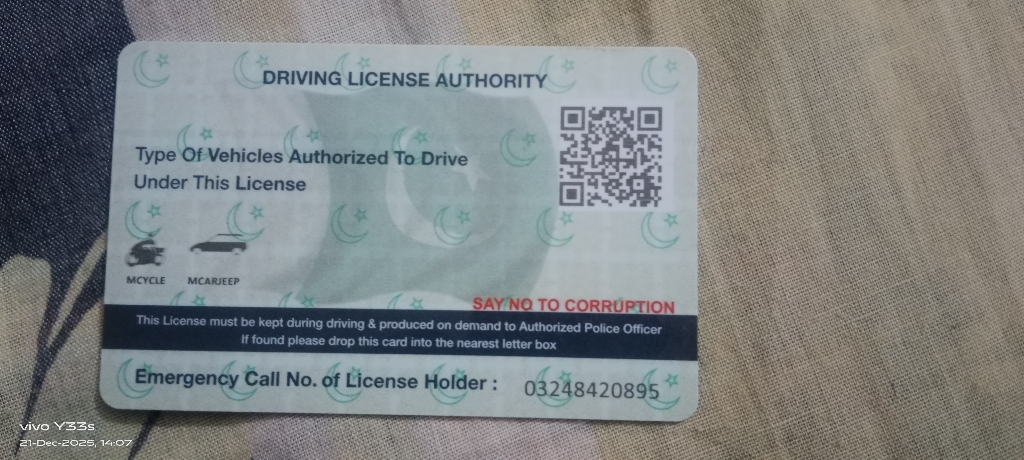 DRIVING LICENSE AUTHORITY
Type Of Vehicles Authorized To Drive
Under This License
MCYCLE MCARJEEP
SAY NO TO CORRUPTION
This License must be kept during driving & produced on demand to Authorized Police Officer
If found please drop this card into the nearest letter box
Emergency Call No. of License Holder : 03248420895
vivo Y33s
21-Dec-2025, 14:07